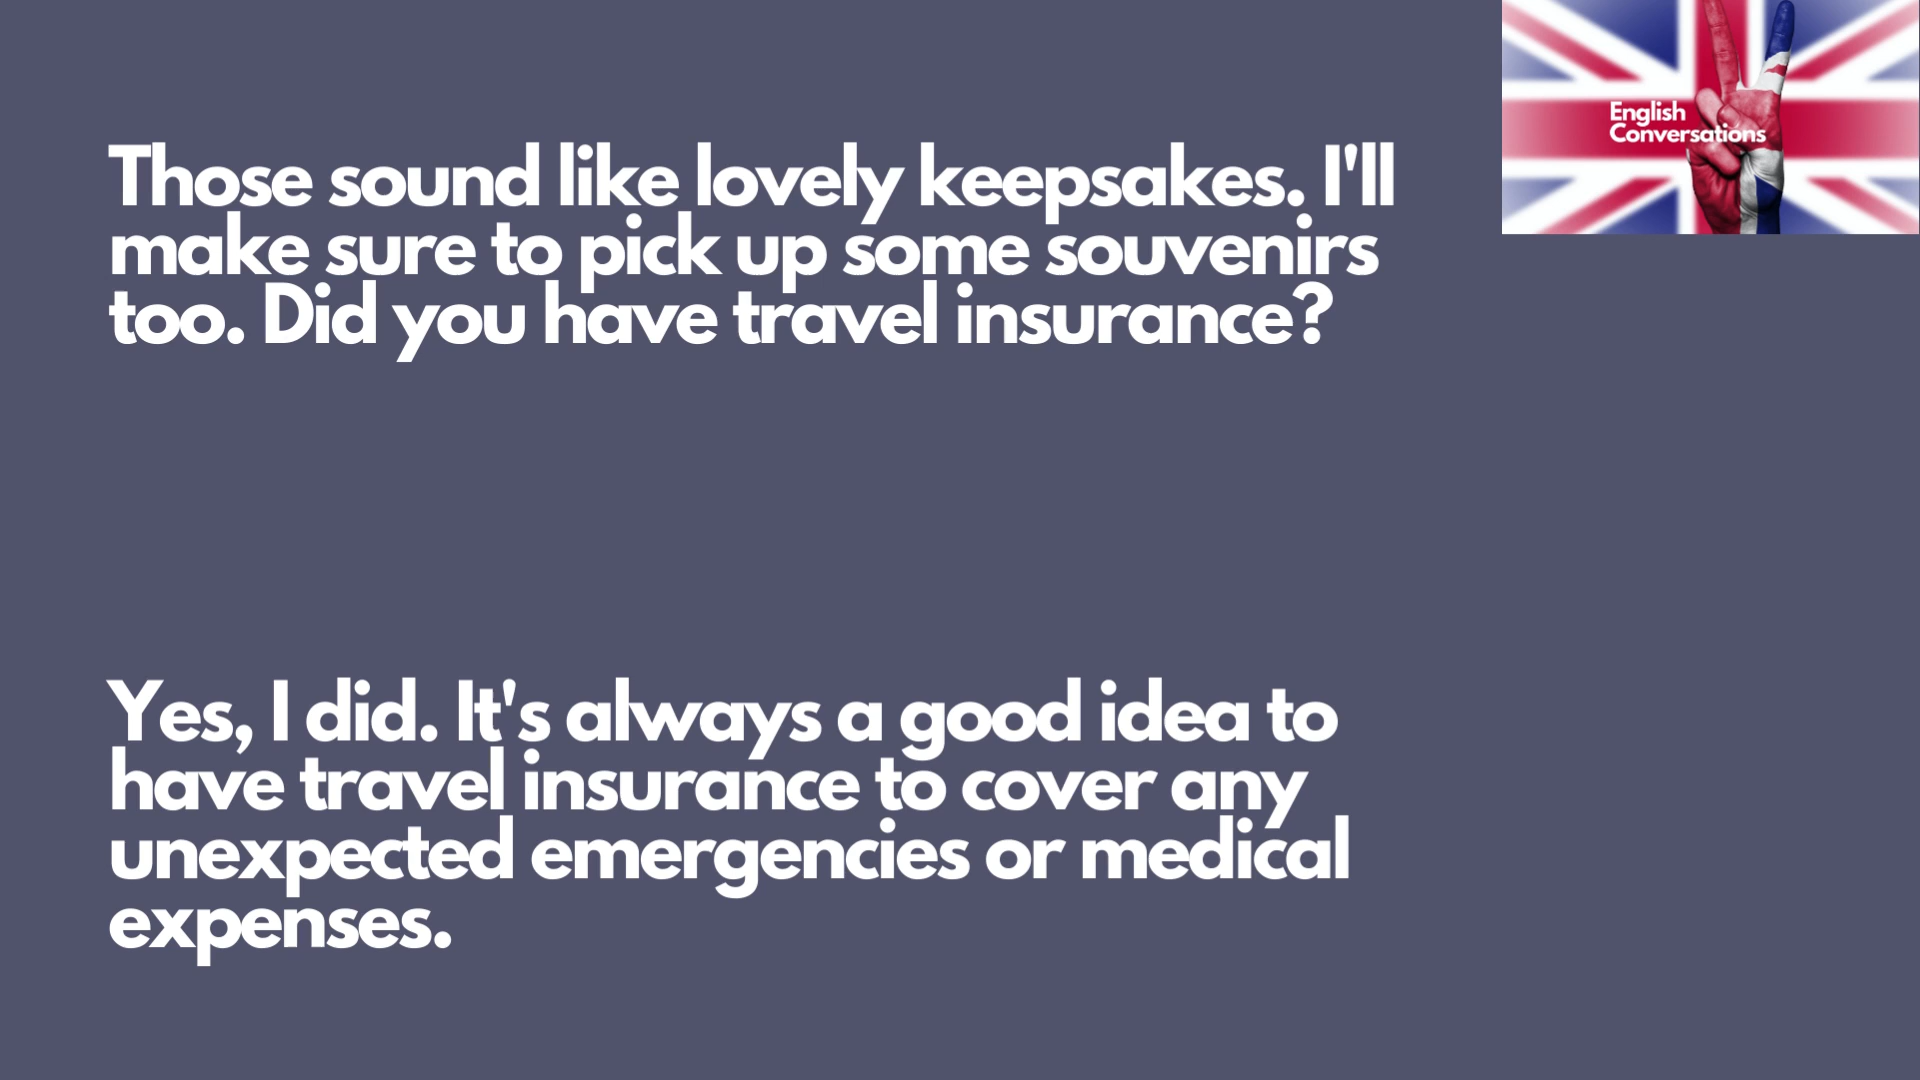 English
Conversations
Those sound like lovely keepsakes. I'll
make sure to pick up some souvenirs
too. Did you have travel insurance?
Yes, I did. It's always a good idea to
have travel insurance to cover any
unexpected emergencies or medical
expenses.